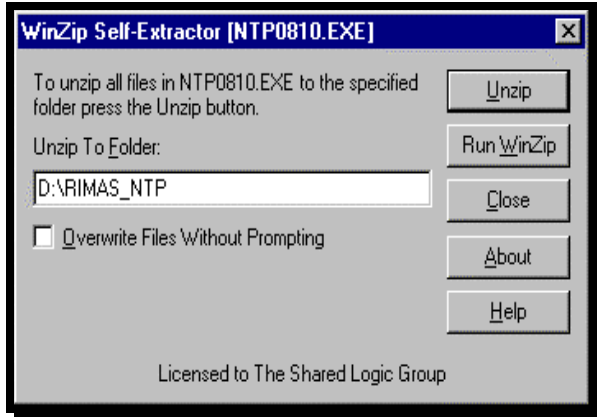 WinZip Self-Extractor [NTP0810.EXE]
To unzip all files in NTP0810.EXE to the specified
folder press the Unzip button.
Unzip To Folder:
D:\RIMAS_NTP
Overwrite Files Without Prompting
Unzip
Run WinZip
Close
About
Help
Licensed to The Shared Logic Group